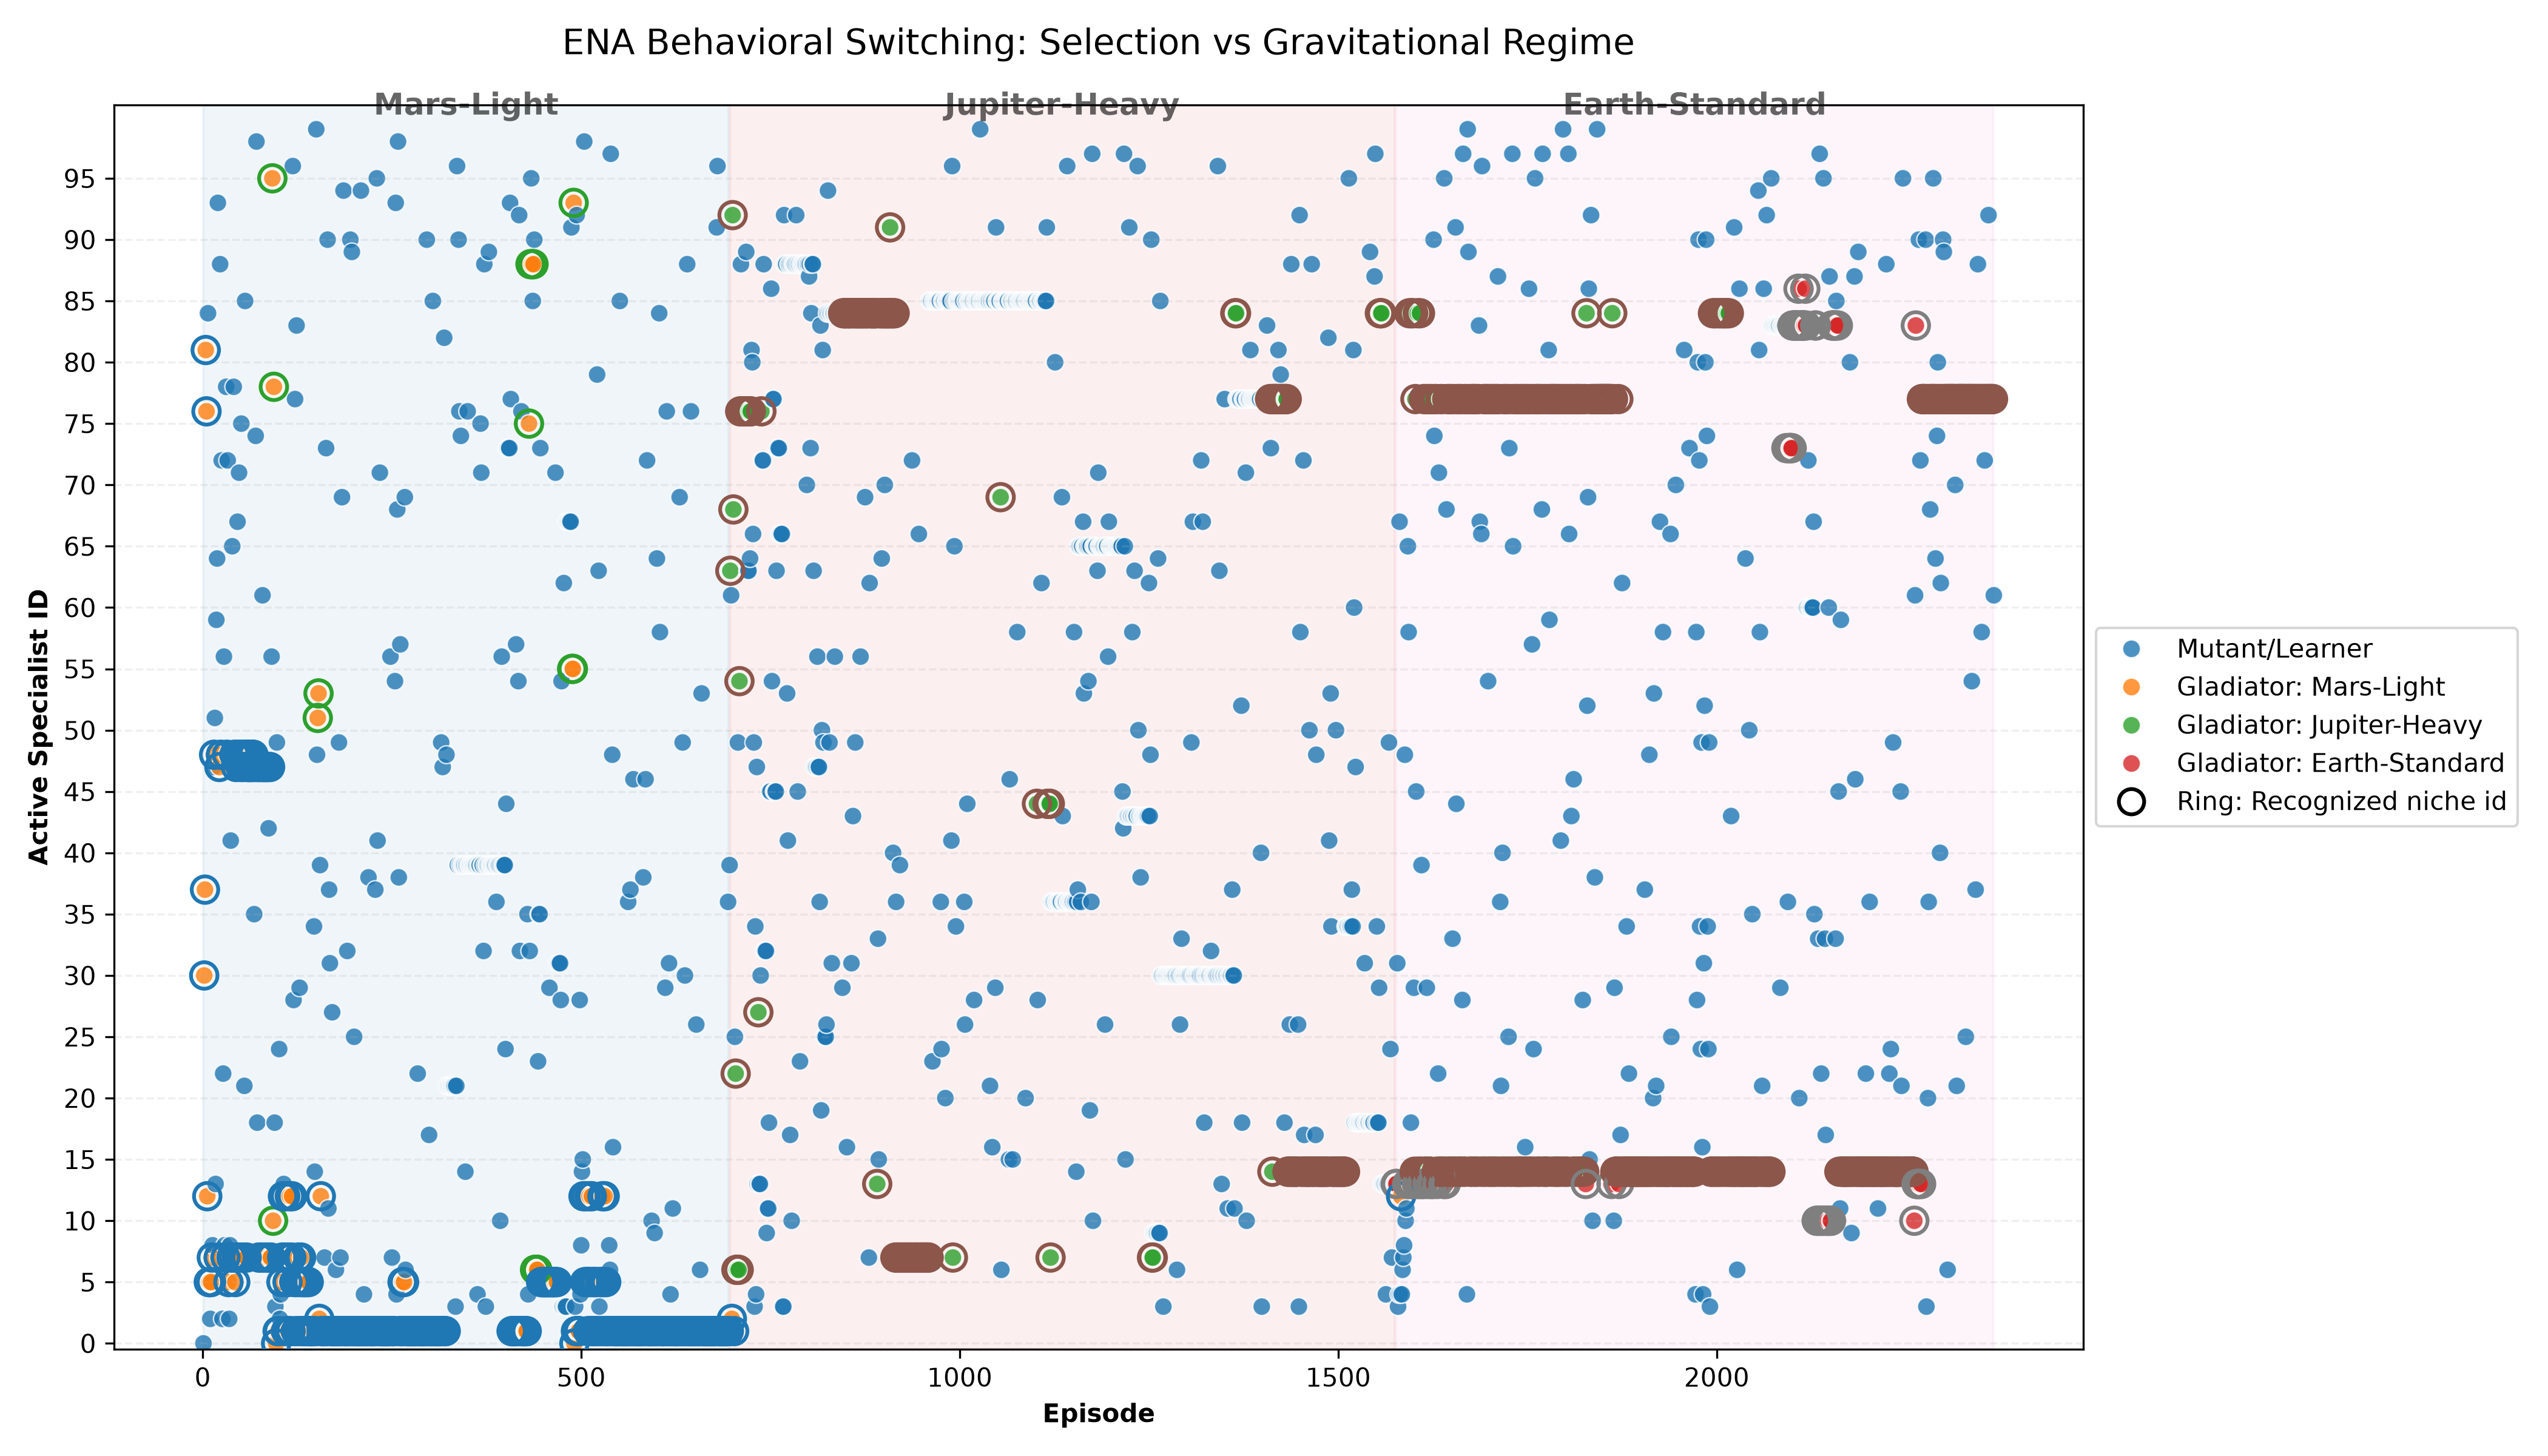 ENA Behavioral Switching: Selection vs Gravitational Regime
Mars-Light
Jupiter-Heavy
Earth-Standard
Active Specialist ID
95
90
85
80
75
70
65
60
55
50
45
40
35
30
25
20
15
10
5
0
0
500
1000
1500
2000
Episode
Mutant/Learner
Gladiator: Mars-Light
Gladiator: Jupiter-Heavy
Gladiator: Earth-Standard
Ring: Recognized niche id